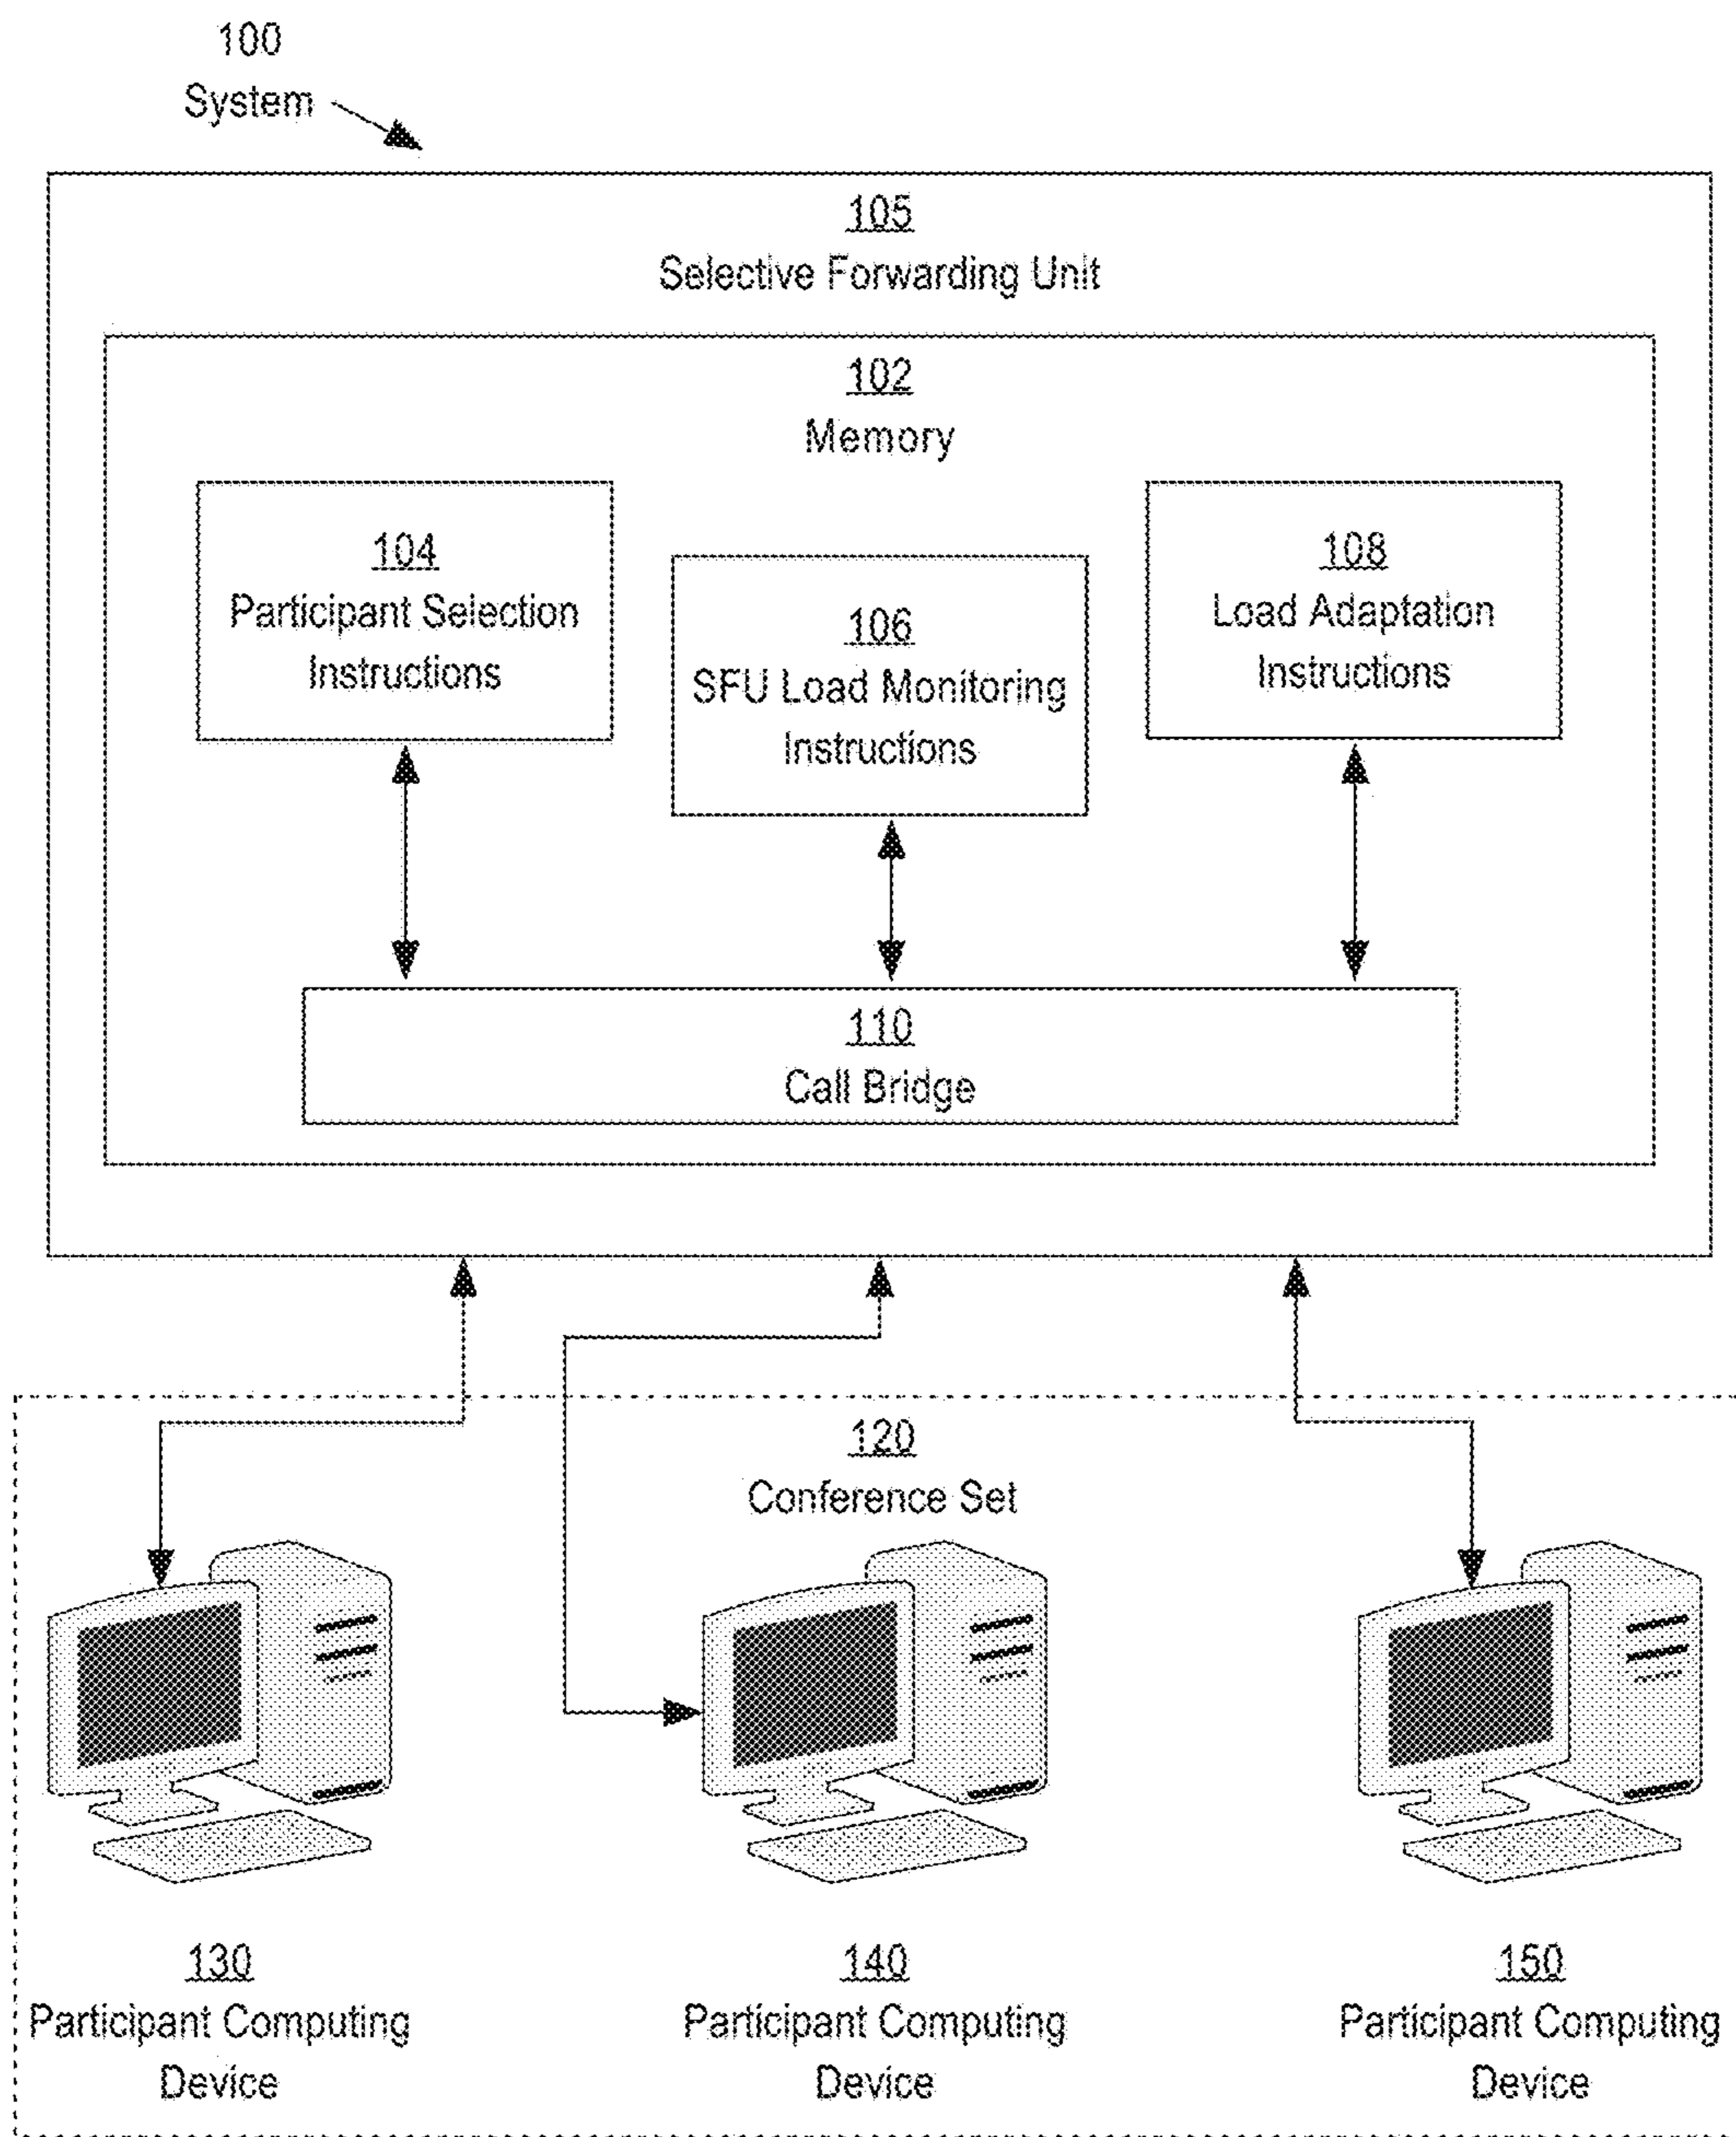 100
System
105
Selective Forwarding Unit
102
Memory
104
Participant Selection
Instructions
106
SFU Load Monitoring
Instructions
108
Load Adaptation
Instructions
110
Call Bridge
120
Conference Set
130
Participant Computing
Device
140
Participant Computing
Device
150
Participant Computing
Device